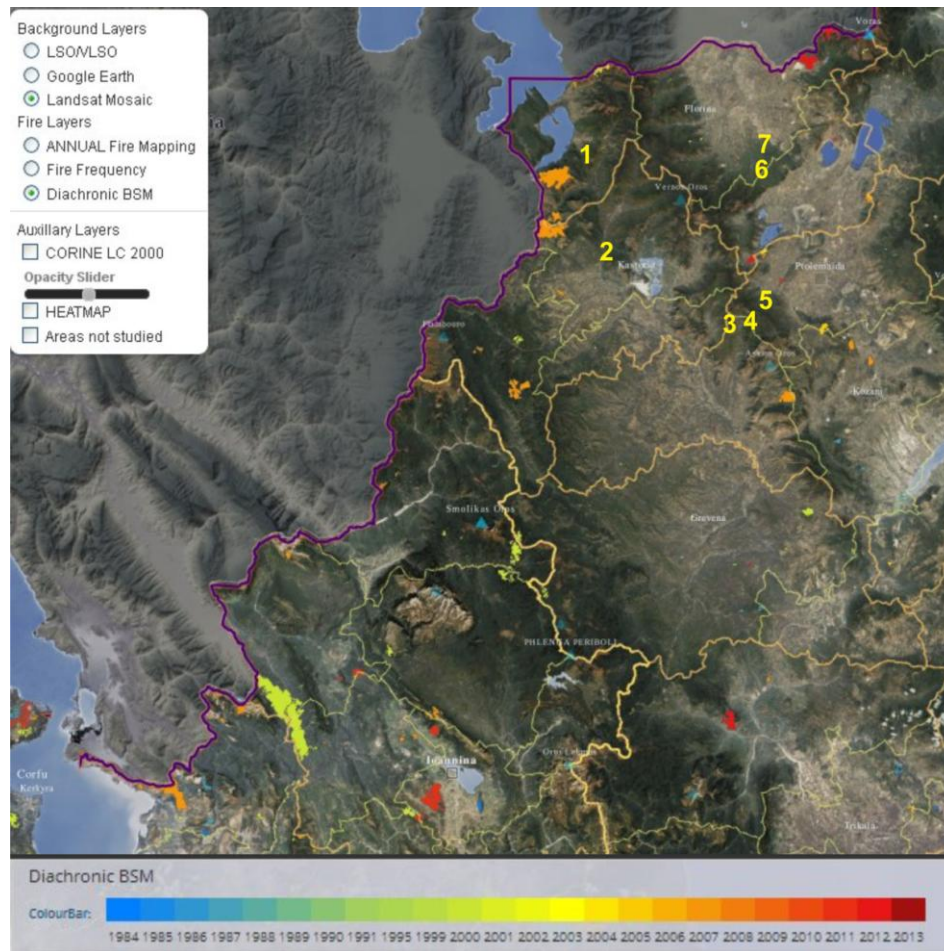 Background Layers
LSO/VLSO
Google Earth
Landsat Mosaic
Fire Layers
ANNUAL Fire Mapping
Fire Frequency
Diachronic BSM
Auxillary Layers
CORINE LC 2000
Opacity Slider
HEATMAP
Areas not studied
Voras
Florina
7
1
6
Vernon Oros
2
Kastoria
Ptolemaida
5
3 4
Kozani
Smolikas Oros
Grevena
PHLENGA PERIBOLI
Ioannina
Corfu
Kerkyra
Trikala
Diachronic BSM
ColourBar:
1984 1985 1986 1987 1988 1989 1990 1991 1995 1999 2000 2001 2002 2003 2004 2005 2006 2007 2008 2009 2010 2011 2012 2013